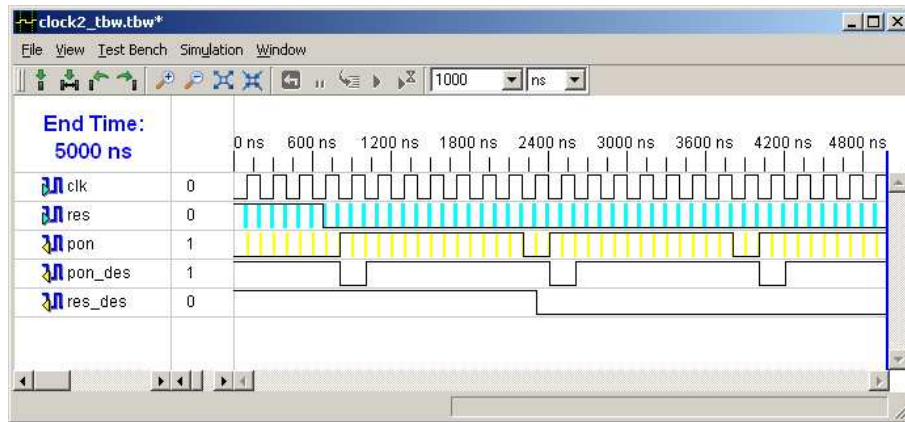 clock2_tbw.tbw*
File View Test Bench Simulation Window
1000 ns
End Time:
5000 ns
0 ns 600 ns 1200 ns 1800 ns 2400 ns 3000 ns 3600 ns 4200 ns 4800 ns
clk 0
res 0
pon 1
pon_des 1
res_des 0